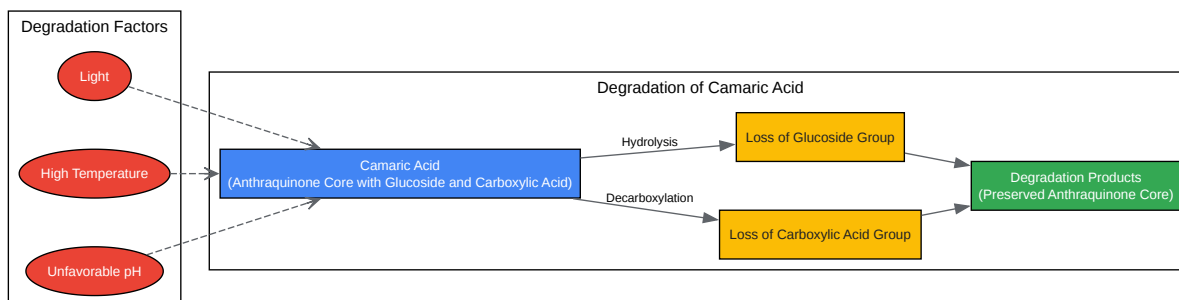 Degradation Factors
Light
High Temperature
Unfavorable pH
Degradation of Camaric Acid
Camaric Acid
(Anthraquinone Core with Glucoside and Carboxylic Acid)
Hydrolysis
Decarboxylation
Loss of Glucoside Group
Loss of Carboxylic Acid Group
Degradation Products
(Preserved Anthraquinone Core)